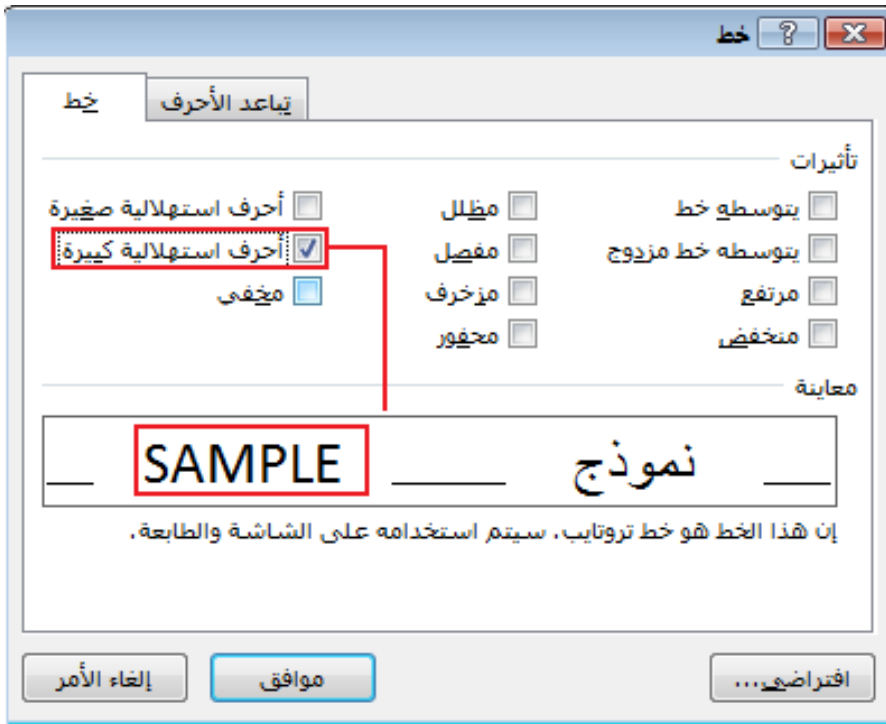 خط
تباعد الأحرف خط
تأثيرات
يتوسطه خط مظلل أحرف استهلالية صغيرة
يتوسطه خط مزدوج مفصل أحرف استهلالية كبيرة
مرتفع مزخرف مخفي
منخفض محفور
معاينة
نموذج SAMPLE
إن هذا الخط هو خط تروتايب، سيتم استخدامه على الشاشة والطابعة.
افتراضي... موافق إلغاء الأمر